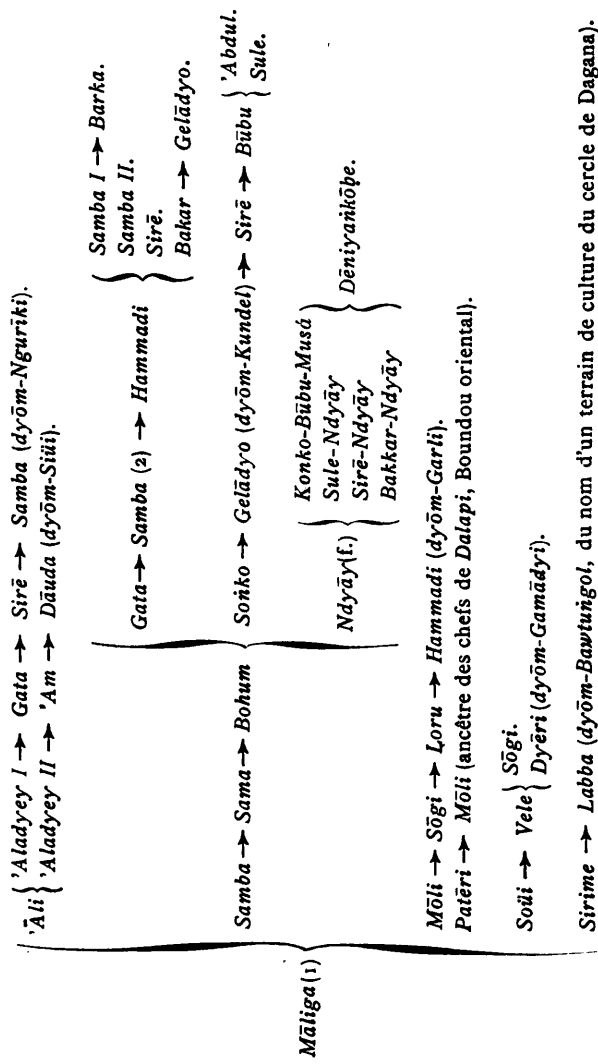 Māliga (1)
'Āli { 'Aladyey I → Gata → Sirē → Samba (dyōm-Ngurīki).
'Aladyey II → 'Am → Dāuda (dyōm-Siüi).
Samba → Sama → Bohum
Gata → Samba (2) → Hammadi
Samba I → Barka.
Samba II.
Sirē.
Bakar → Gelādyo.
Soṅko → Gelādyo (dyōm-Kundel) → Sirē → Būbu { 'Abdul.
Sule.
Ndyāy (f.)
Konko-Būbu-Musá
Sule-Ndyāy
Sirē-Ndyāy
Bakkar-Ndyāy
Dēniyaṅkōbe.
Mōli → Sōgi → Loru → Hammadi (dyōm-Garli).
Patēri → Mōli (ancêtre des chefs de Dalapi, Boundou oriental).
Soüi → Vele { Sōgi.
Dyēri (dyōm-Gamādyi).
Sirime → Labba (dyōm-Bawtuṅgol, du nom d'un terrain de culture du cercle de Dagana).